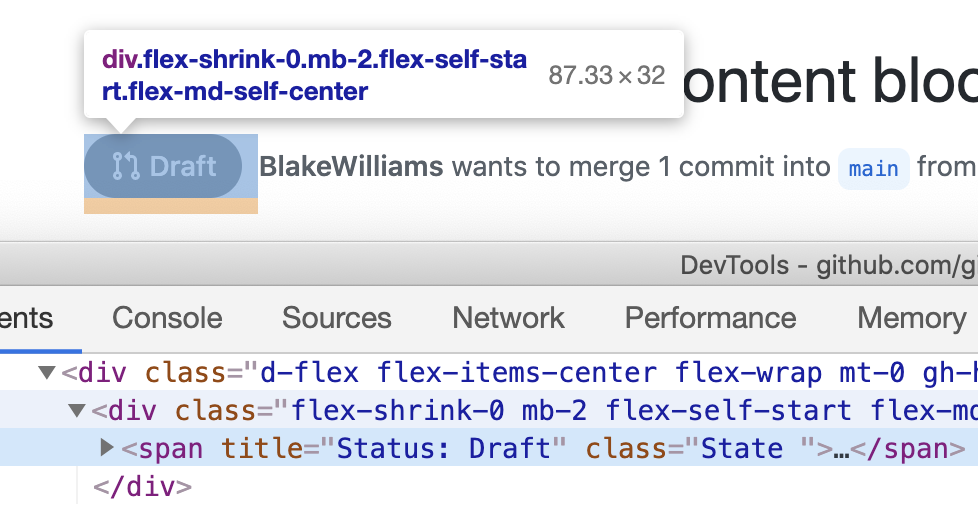 div.flex-shrink-0.mb-2.flex-self-sta
rt.flex-md-self-center
87.33 × 32
ontent bloc
Draft BlakeWilliams wants to merge 1 commit into main from
DevTools - github.com/g
ents Console Sources Network Performance Memory
▼<div class="d-flex flex-items-center flex-wrap mt-0 gh-h
▼<div class="flex-shrink-0 mb-2 flex-self-start flex-md
▶<span title="Status: Draft" class="State ">…</span>
</div>